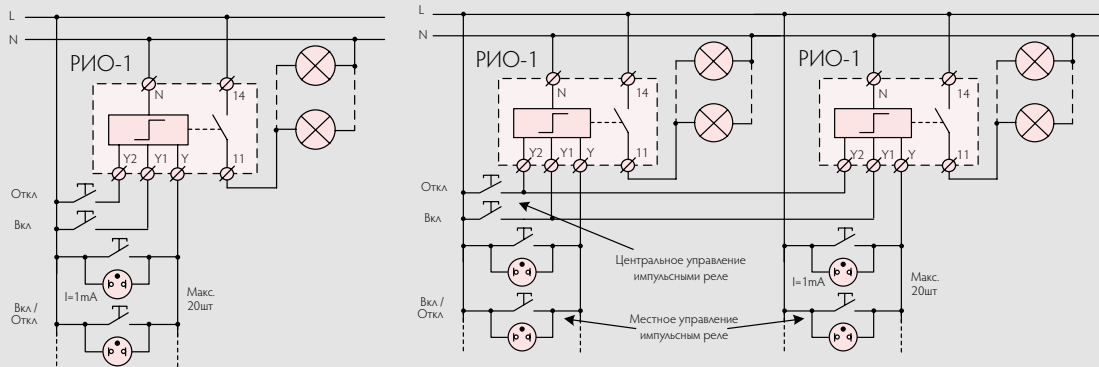 L
N
РИО-1
N
14
Y2
Y1
Y
11
Откл
Вкл
I=1mA
Макс.
20шт
Вкл /
Откл
L
N
РИО-1
N
14
Y2
Y1
Y
11
РИО-1
N
14
Y2
Y1
Y
11
Откл
Вкл
Центральное управление
импульсными реле
I=1mA
Макс.
20шт
Вкл /
Откл
Местное управление
импульсным реле